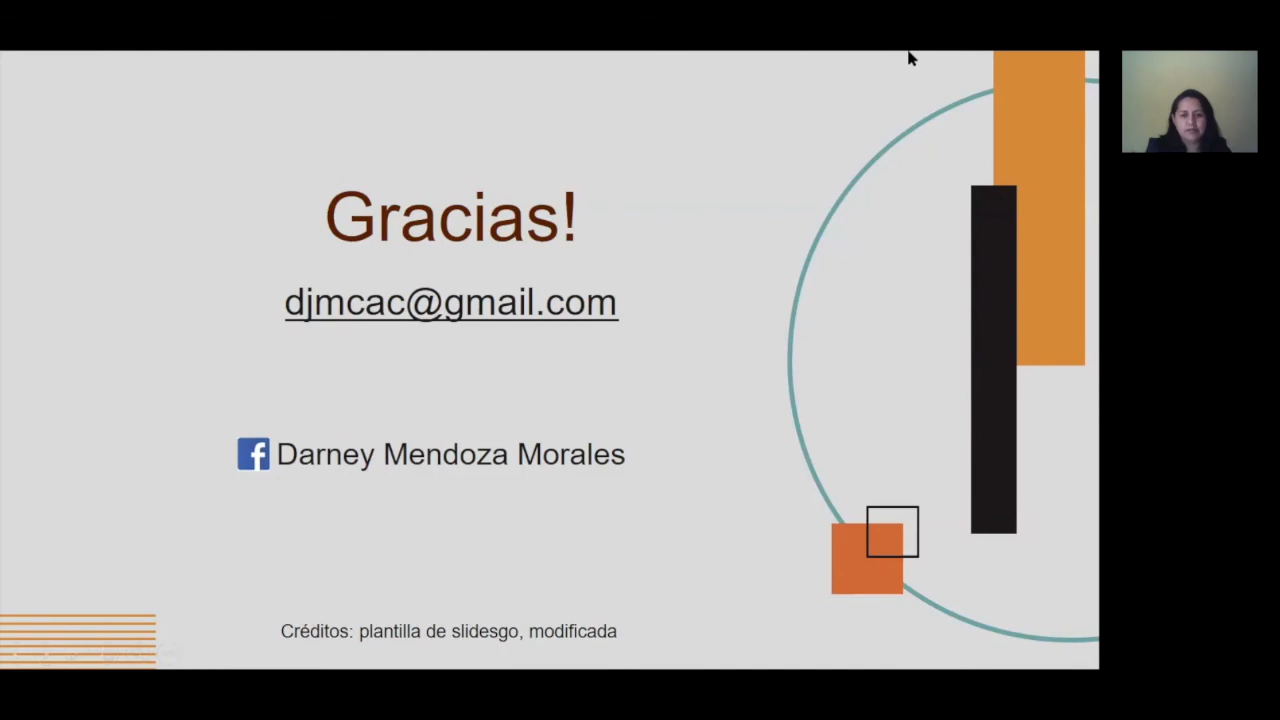 Gracias!
djmcac@gmail.com
Darney Mendoza Morales
Créditos: plantilla de slidesgo, modificada